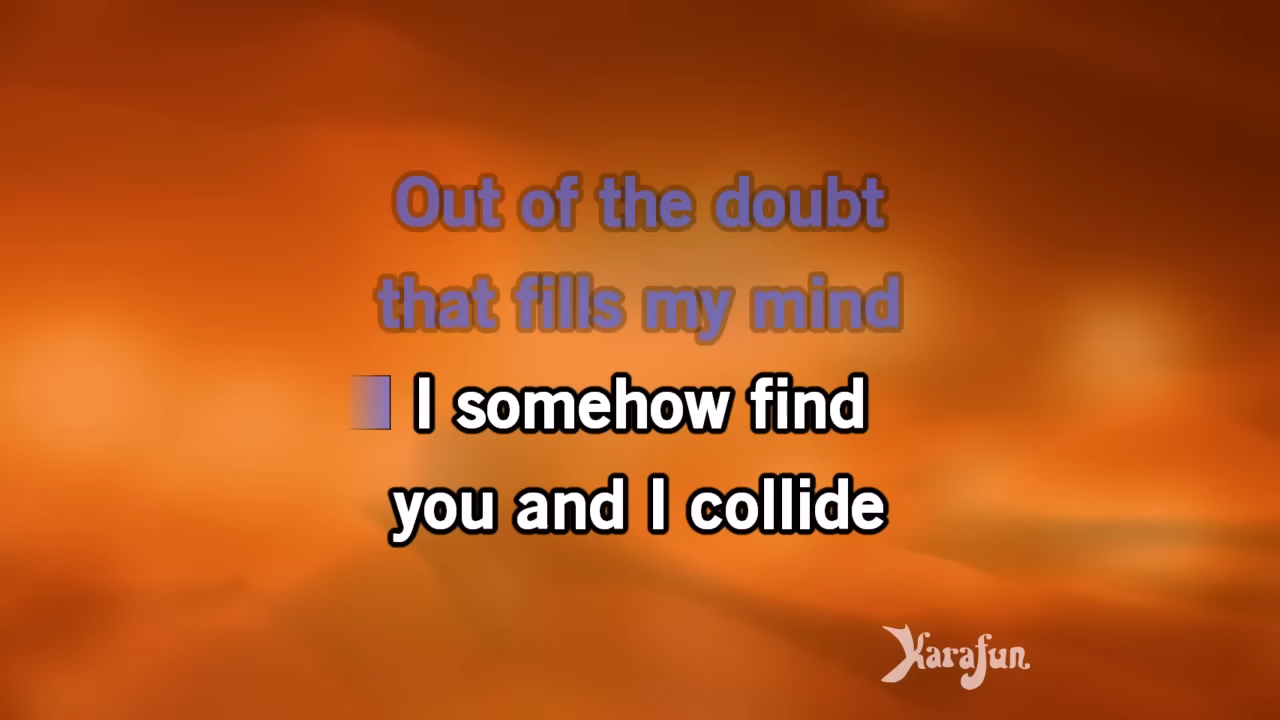 Out of the doubt
that fills my mind
I somehow find
you and I collide
Karafun